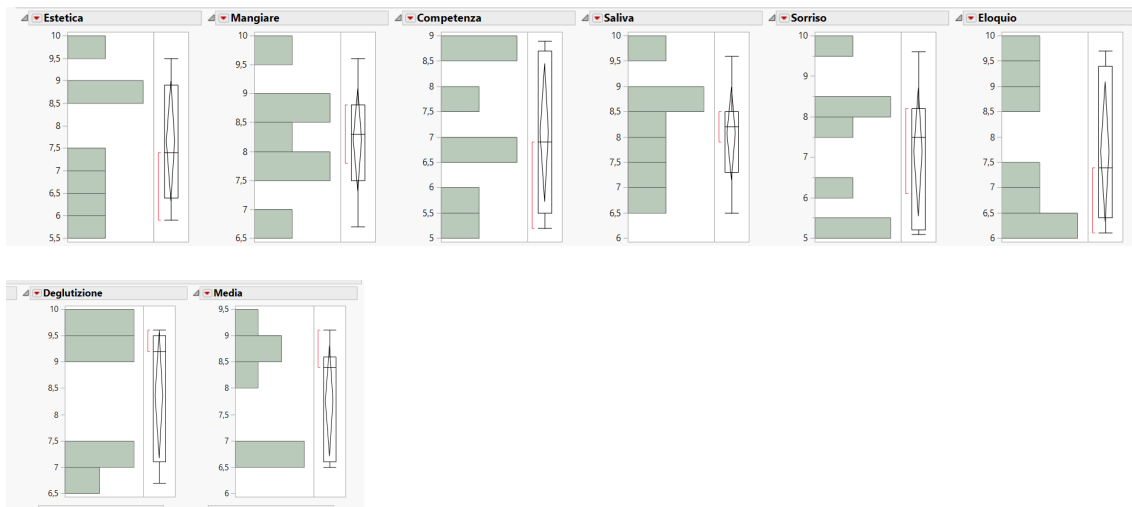 Estetica Mangiare Competenza Saliva Sorriso Eloquio
10 10 9 10 10 10
9,5 9,5 8,5 9,5 9 9,5
9 9 8 9 8 9
8,5 8,5 7,5 8,5 7 8,5
8 8 7 8 6 8
7,5 7,5 6,5 7,5 5 7,5
7 7 6 7 7
6,5 6,5 5,5 6,5 6,5
6 5 6 6
5,5
Deglutizione Media
10 9,5
9,5 9
9 8,5
8,5 8
8 7,5
7,5 7
7 6,5
6,5 6